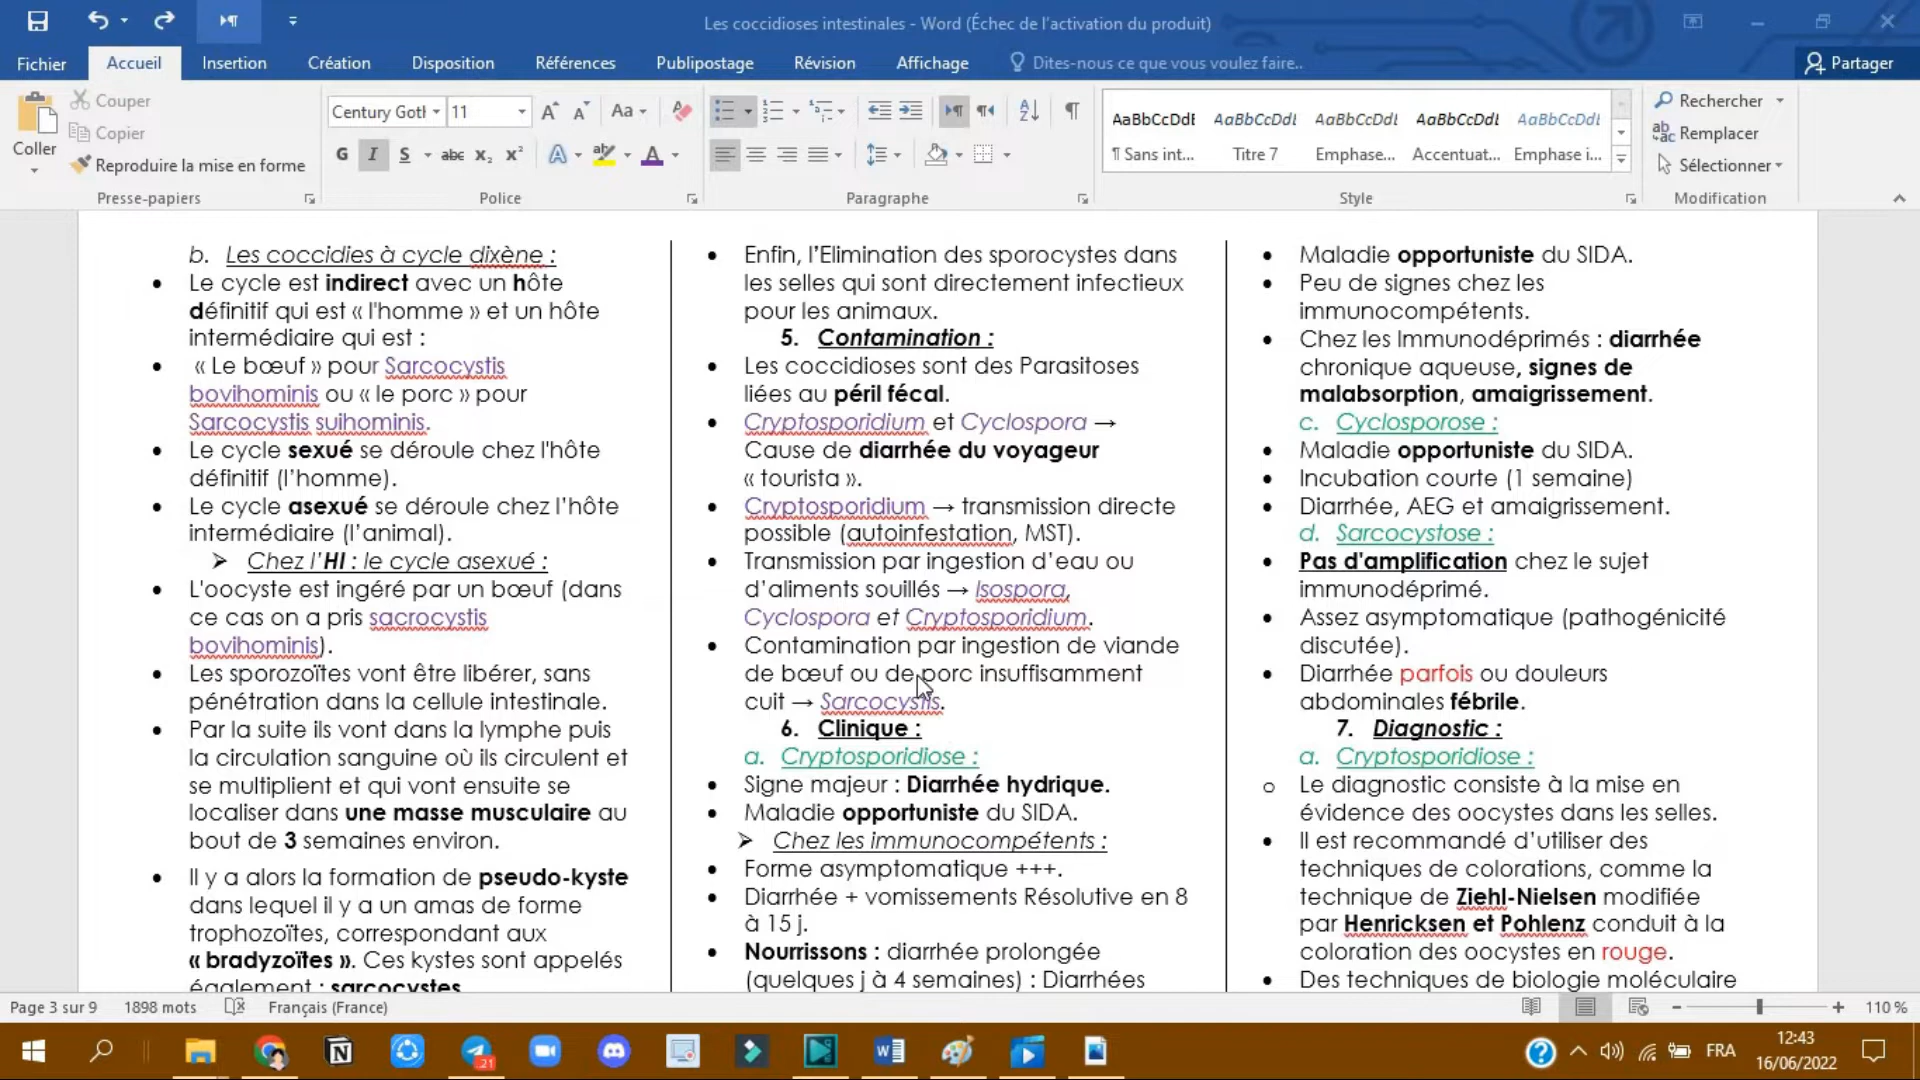 Les coccidioses intestinales - Word (Échec de l'activation du produit)
Fichier
Accueil
Insertion
Création
Disposition
Références
Publipostage
Révision
Affichage
Dites-nous ce que vous voulez faire..
Partager
Coller
Couper
Copier
Reproduire la mise en forme
Presse-papiers
Century Gotl
11
Aa
G I S abc x₂ x²
Police
Paragraphe
AaBbCcDdE AaBbCcDdL AaBbCcDdL AaBbCcDdL AaBbCcDdL
¶ Sans int... Titre 7 Emphase... Accentuat... Emphase i...
Style
Rechercher
Remplacer
Sélectionner
Modification
b. Les coccidies à cycle dixène :
• Le cycle est indirect avec un hôte
définitif qui est « l'homme » et un hôte
intermédiaire qui est :
• « Le bœuf » pour Sarcocystis
bovihominis ou « le porc » pour
Sarcocystis suihominis.
• Le cycle sexué se déroule chez l'hôte
définitif (l'homme).
• Le cycle asexué se déroule chez l'hôte
intermédiaire (l'animal).
➢ Chez l'HI : le cycle asexué :
• L'oocyste est ingéré par un bœuf (dans
ce cas on a pris sacrocystis
bovihominis).
• Les sporozoïtes vont être libérer, sans
pénétration dans la cellule intestinale.
• Par la suite ils vont dans la lymphe puis
la circulation sanguine où ils circulent et
se multiplient et qui vont ensuite se
localiser dans une masse musculaire au
bout de 3 semaines environ.
• Il y a alors la formation de pseudo-kyste
dans lequel il y a un amas de forme
trophozoïtes, correspondant aux
« bradyzoïtes ». Ces kystes sont appelés
également : sarcocystes
• Enfin, l'Elimination des sporocystes dans
les selles qui sont directement infectieux
pour les animaux.
5. Contamination :
• Les coccidioses sont des Parasitoses
liées au péril fécal.
• Cryptosporidium et Cyclospora →
Cause de diarrhée du voyageur
« tourista ».
• Cryptosporidium → transmission directe
possible (autoinfestation, MST).
• Transmission par ingestion d'eau ou
d'aliments souillés → Isospora,
Cyclospora et Cryptosporidium.
• Contamination par ingestion de viande
de bœuf ou de porc insuffisamment
cuit → Sarcocystis.
6. Clinique :
a. Cryptosporidiose :
• Signe majeur : Diarrhée hydrique.
• Maladie opportuniste du SIDA.
➢ Chez les immunocompétents :
• Forme asymptomatique +++.
• Diarrhée + vomissements Résolutive en 8
à 15 j.
• Nourrissons : diarrhée prolongée
(quelques j à 4 semaines) : Diarrhées
• Maladie opportuniste du SIDA.
• Peu de signes chez les
immunocompétents.
• Chez les Immunodéprimés : diarrhée
chronique aqueuse, signes de
malabsorption, amaigrissement.
c. Cyclosporose :
• Maladie opportuniste du SIDA.
• Incubation courte (1 semaine)
• Diarrhée, AEG et amaigrissement.
d. Sarcocystose :
• Pas d'amplification chez le sujet
immunodéprimé.
• Assez asymptomatique (pathogénicité
discutée).
• Diarrhée parfois ou douleurs
abdominales fébrile.
7. Diagnostic :
a. Cryptosporidiose :
o Le diagnostic consiste à la mise en
évidence des oocystes dans les selles.
• Il est recommandé d'utiliser des
techniques de colorations, comme la
technique de Ziehl-Nielsen modifiée
par Henricksen et Pohlenz conduit à la
coloration des oocystes en rouge.
• Des techniques de biologie moléculaire
Page 3 sur 9
1898 mots
Français (France)
110 %
21
FRA
12:43
16/06/2022